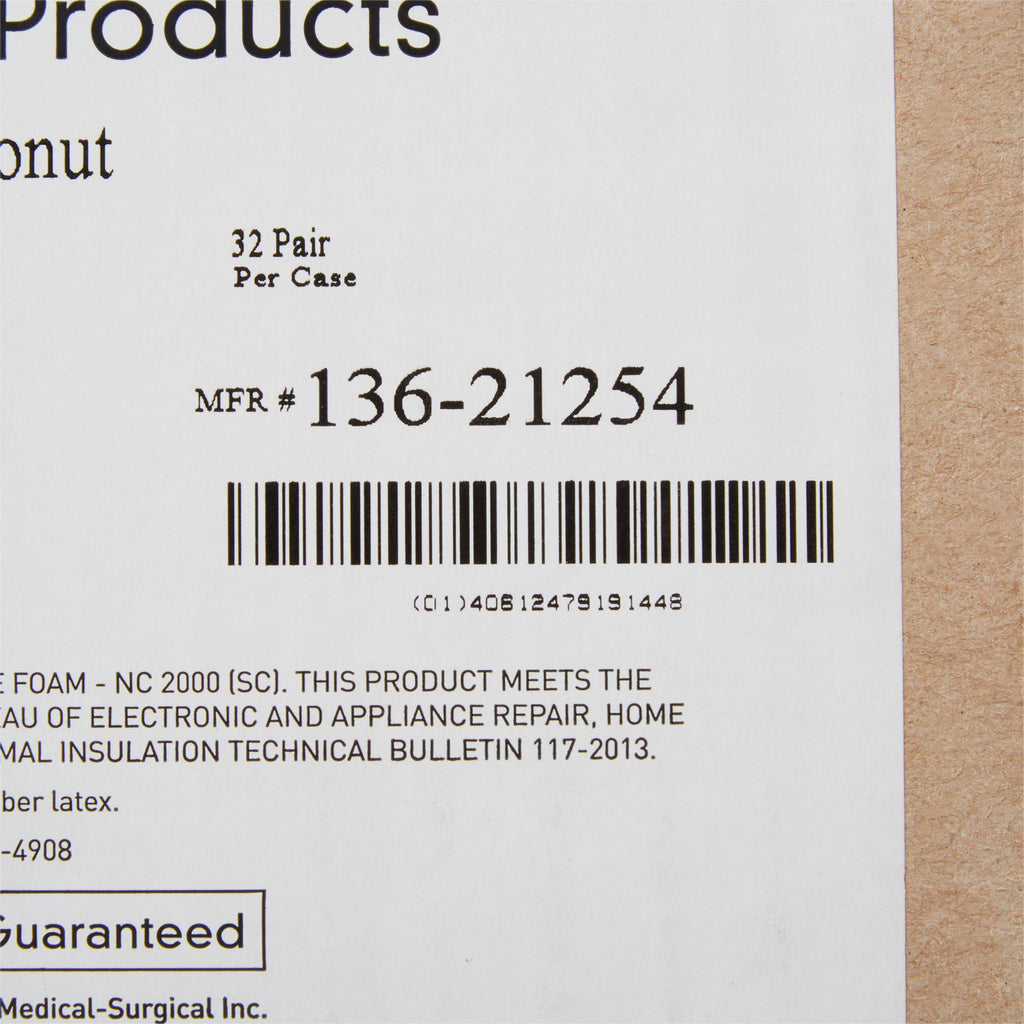 Products
onut
32 Pair
Per Case
MFR # 136-21254
(01)40612479191448
E FOAM - NC 2000 (SC). THIS PRODUCT MEETS THE
EAU OF ELECTRONIC AND APPLIANCE REPAIR, HOME
MAL INSULATION TECHNICAL BULLETIN 117-2013.
ber latex.
-4908
Guaranteed
Medical-Surgical Inc.